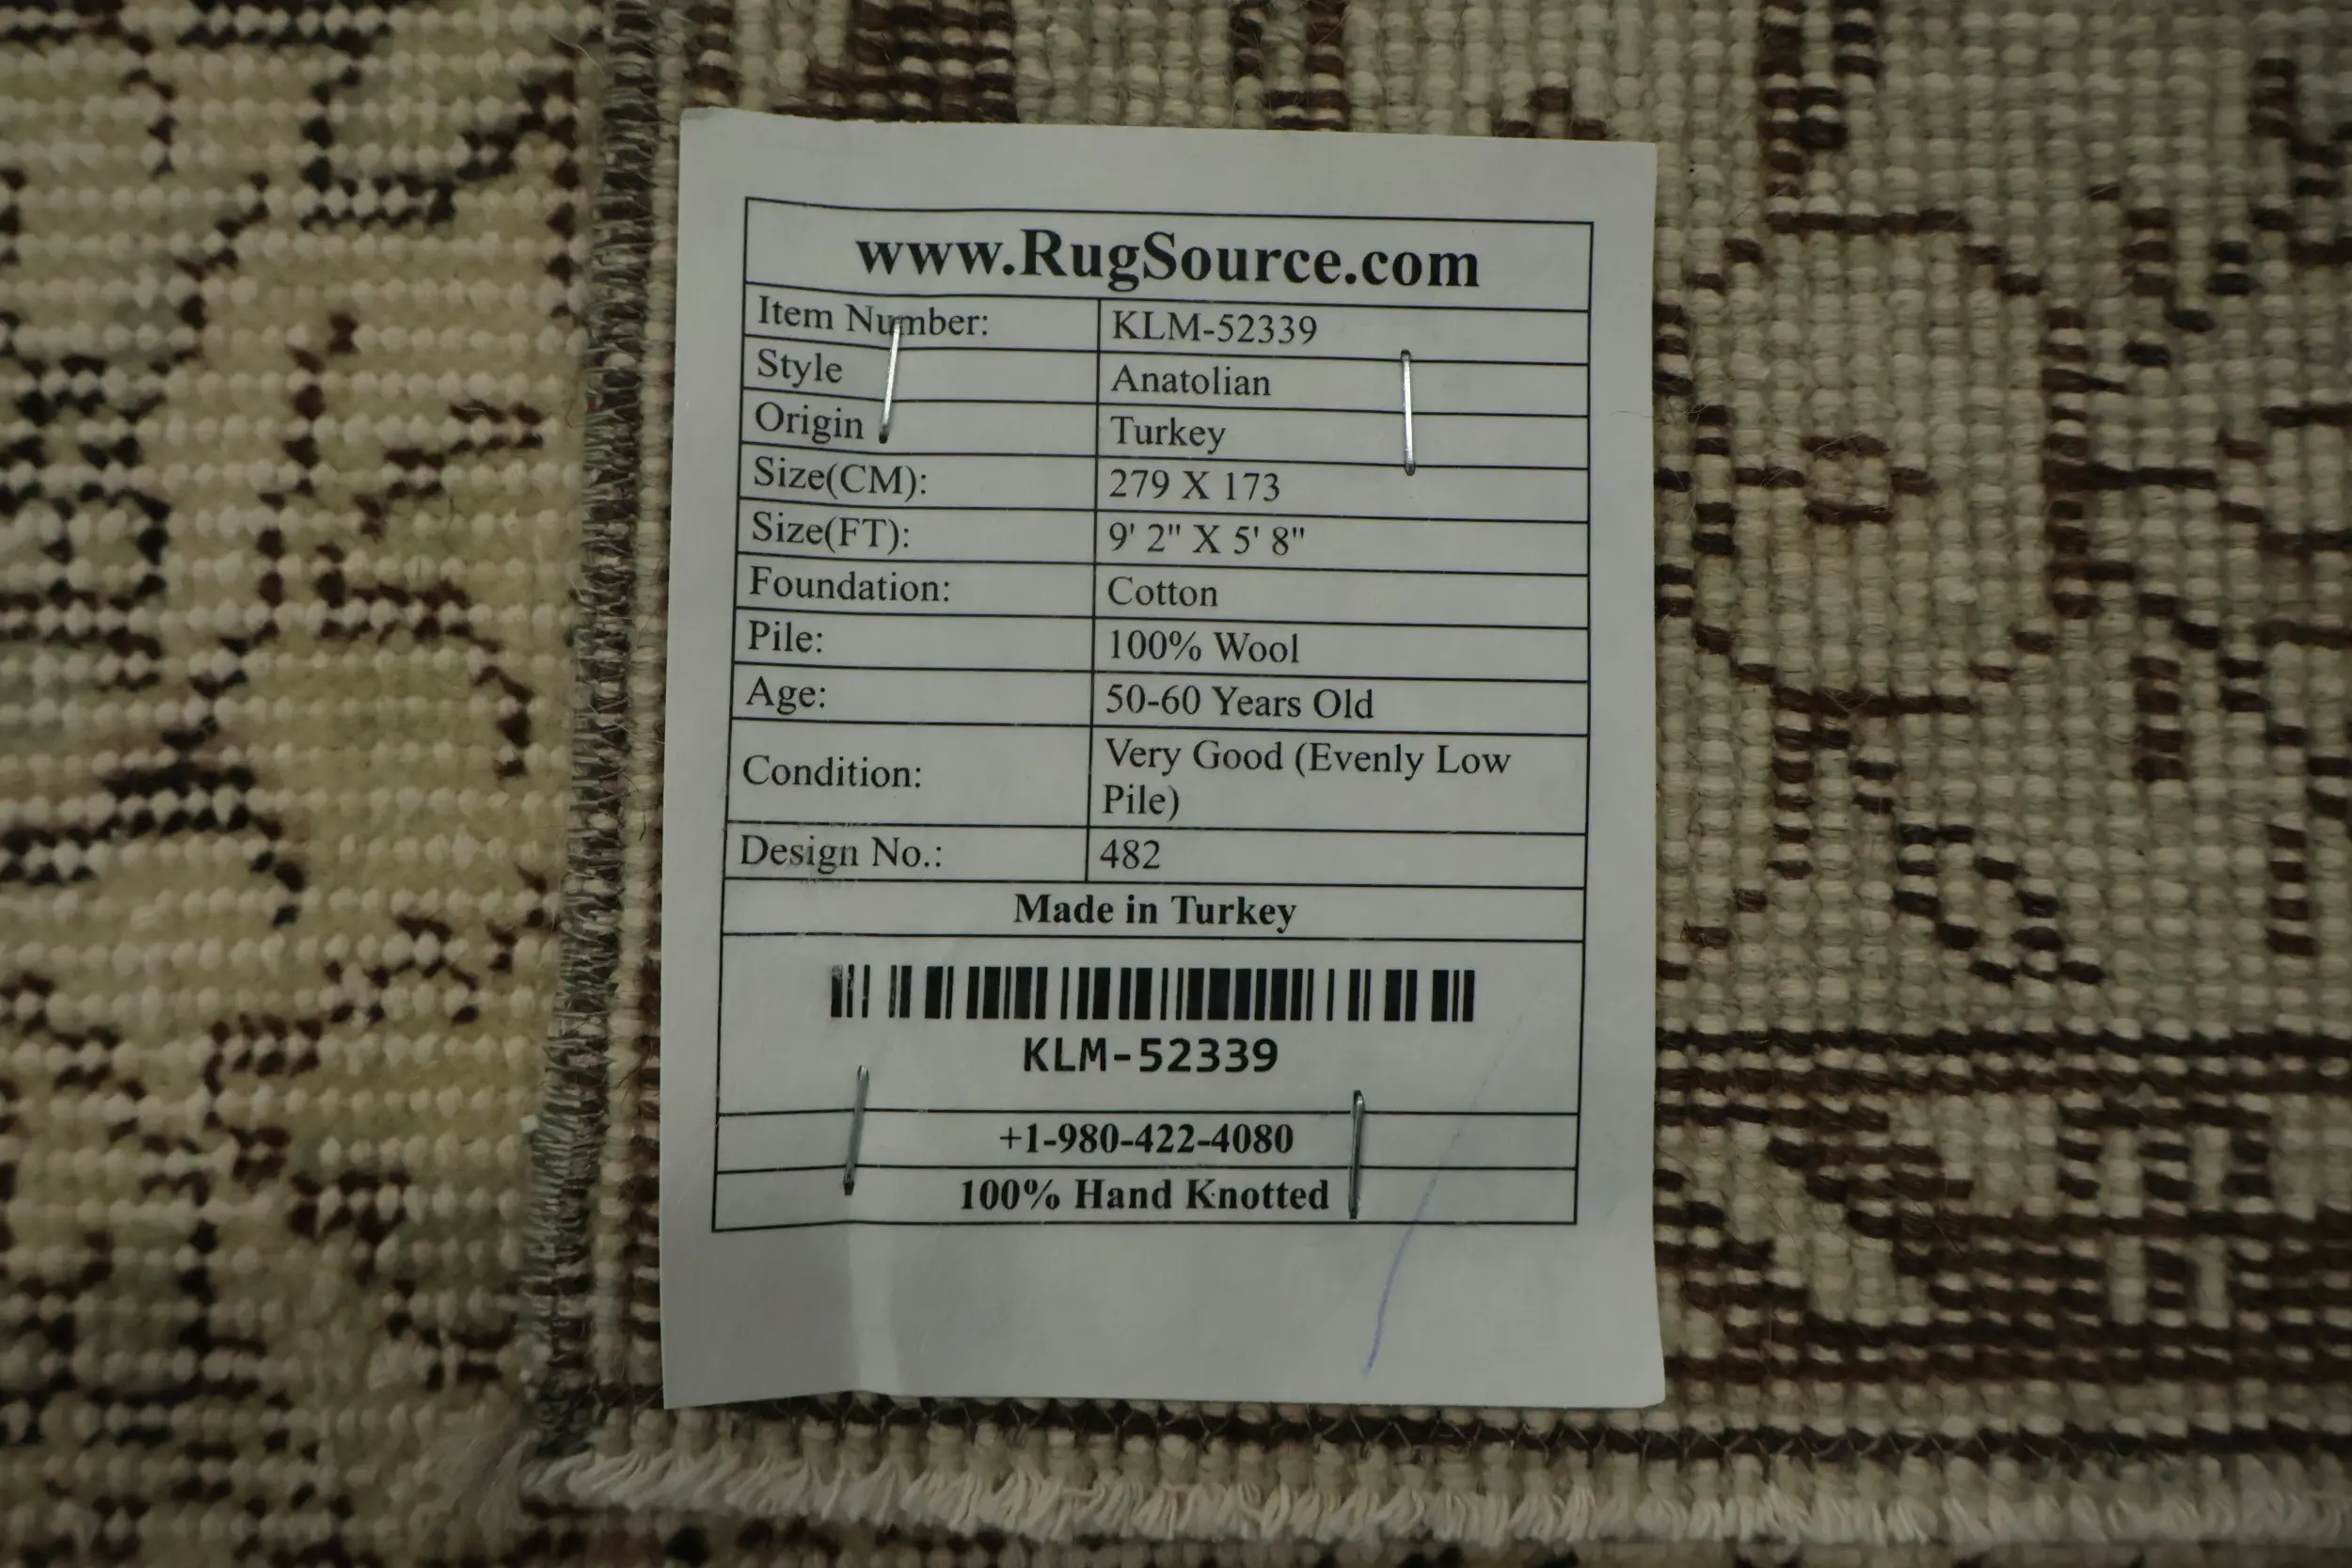 www.RugSource.com
Item Number: KLM-52339
Style Anatolian
Origin Turkey
Size(CM): 279 X 173
Size(FT): 9' 2" X 5' 8"
Foundation: Cotton
Pile: 100% Wool
Age: 50-60 Years Old
Condition: Very Good (Evenly Low
Pile)
Design No.: 482
Made in Turkey
KLM-52339
+1-980-422-4080
100% Hand Knotted